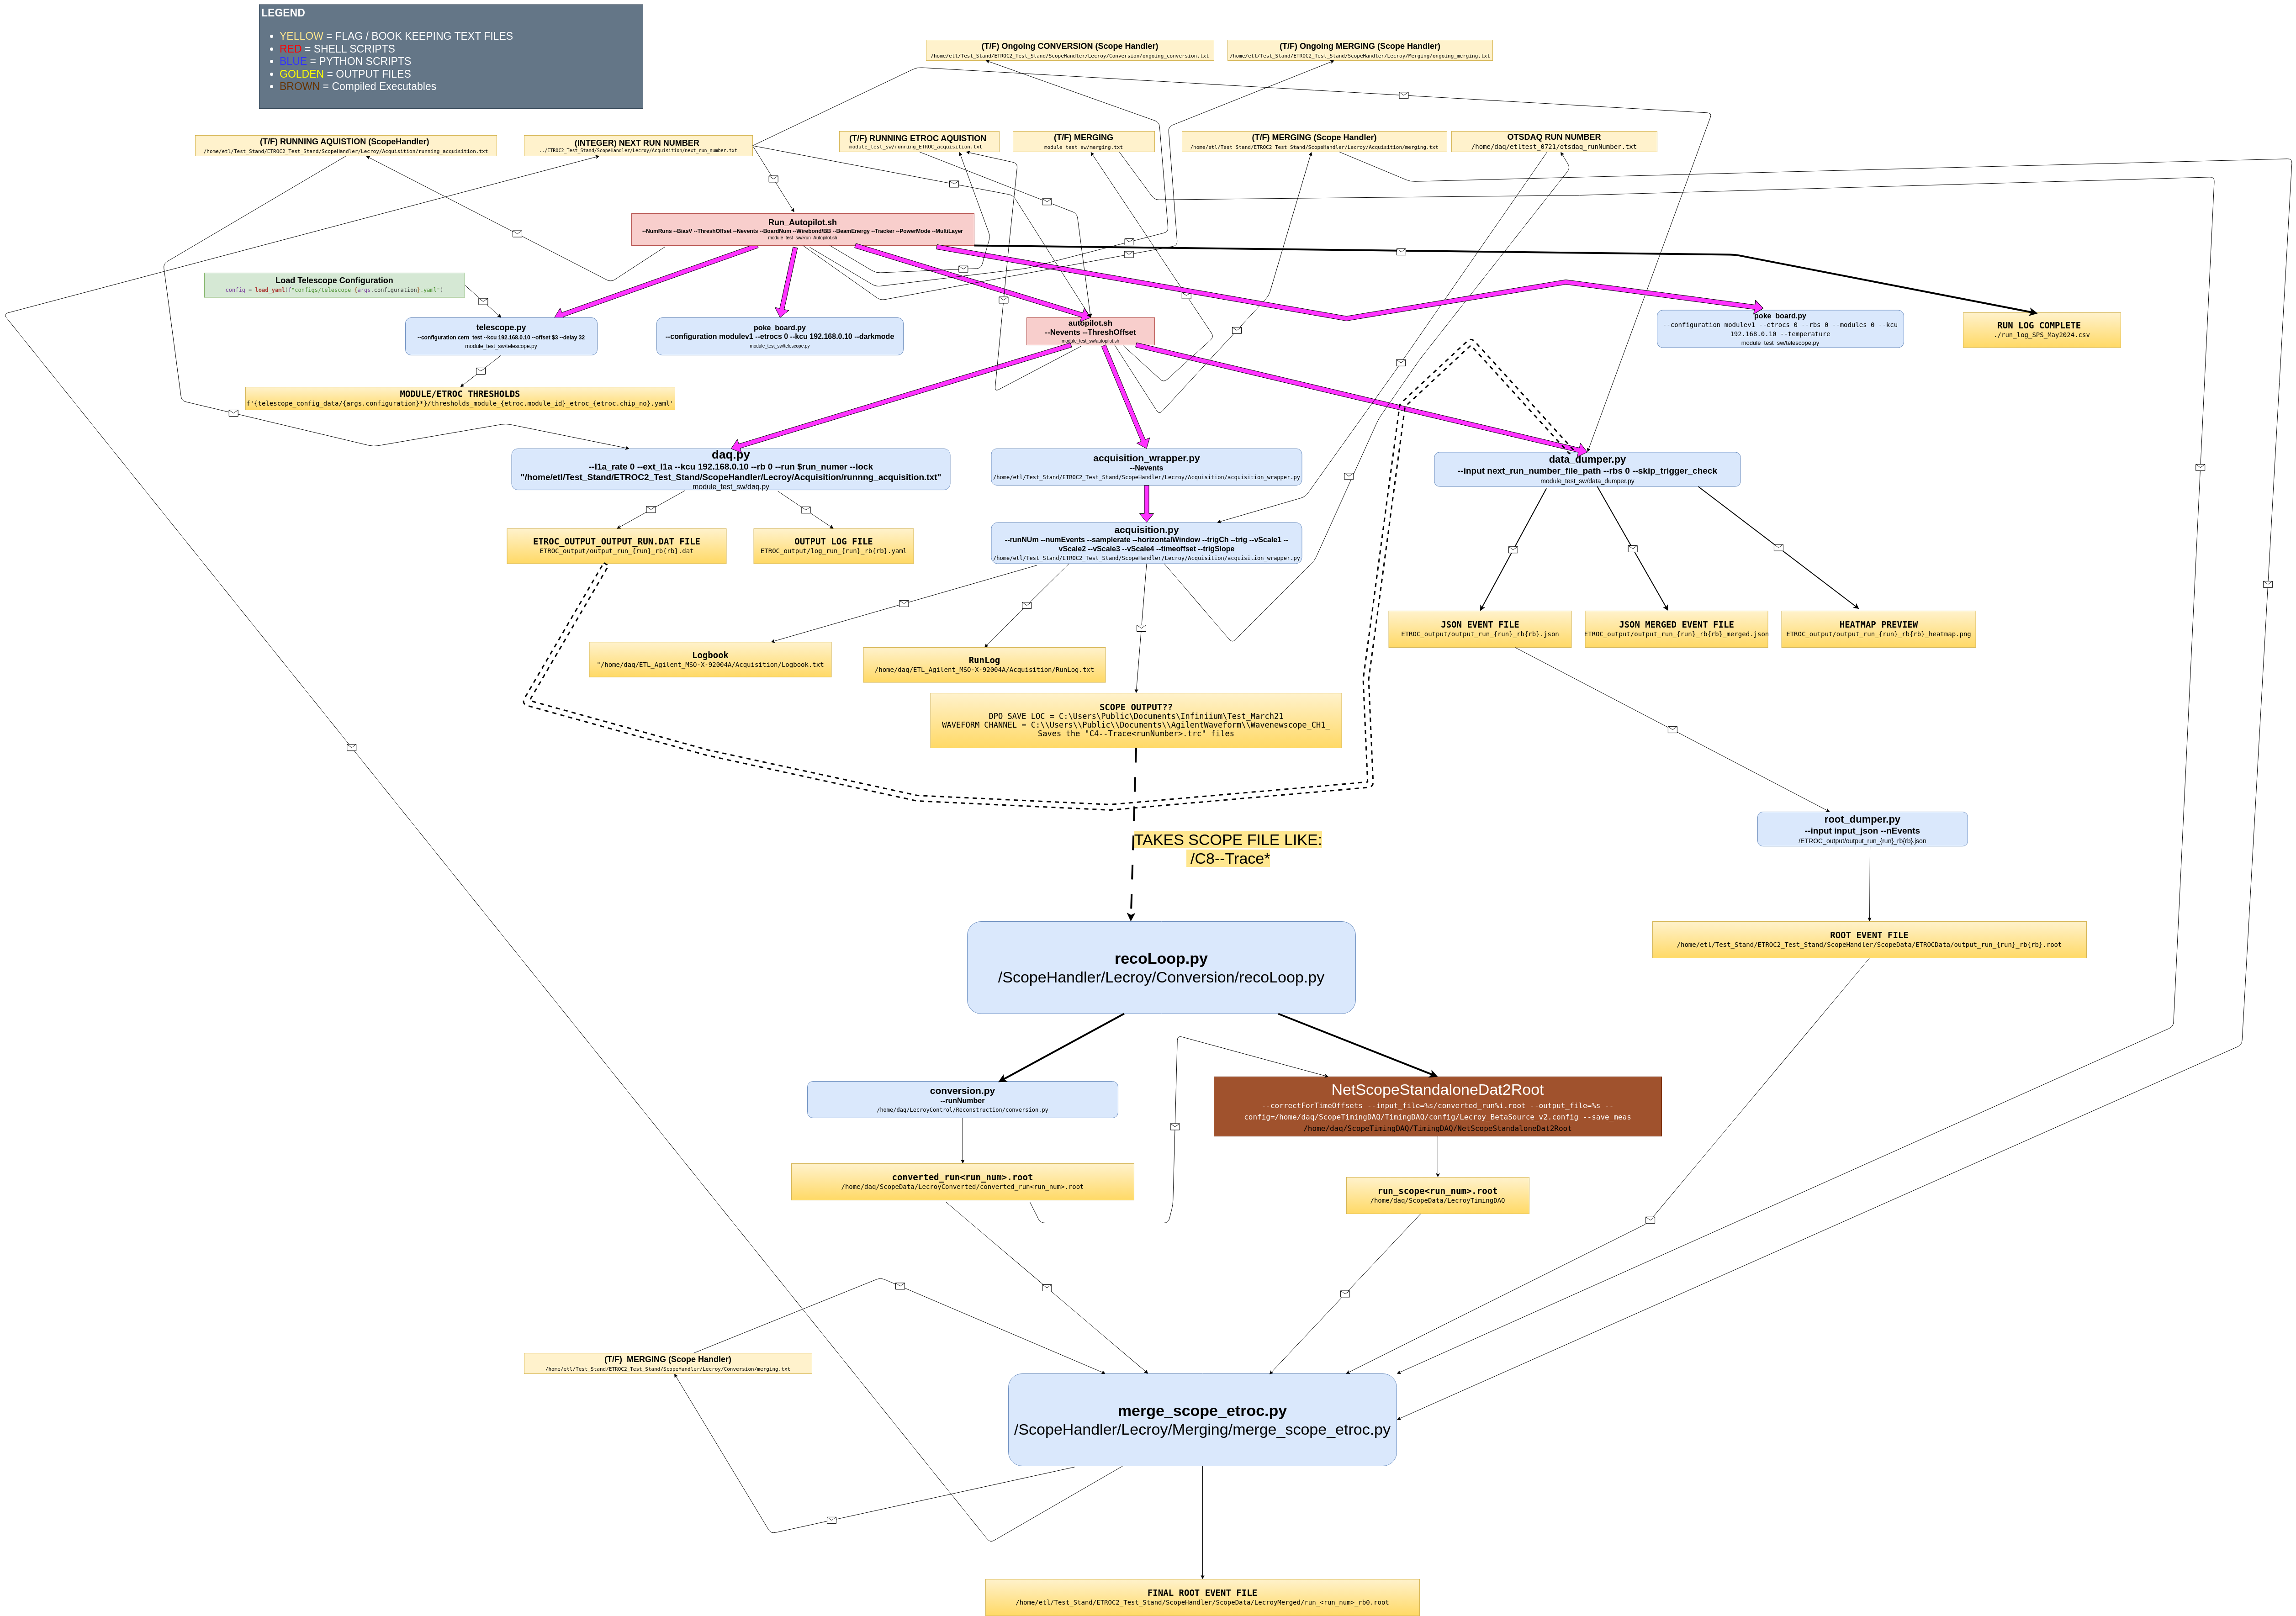 LEGEND
• YELLOW = FLAG / BOOK KEEPING TEXT FILES
• RED = SHELL SCRIPTS
• BLUE = PYTHON SCRIPTS
• GOLDEN = OUTPUT FILES
• BROWN = Compiled Executables
(T/F) Ongoing CONVERSION (Scope Handler)
/home/etl/Test_Stand/ETROC2_Test_Stand/ScopeHandler/Lecroy/Conversion/ongoing_conversion.txt
(T/F) Ongoing MERGING (Scope Handler)
/home/etl/Test_Stand/ETROC2_Test_Stand/ScopeHandler/Lecroy/Merging/ongoing_merging.txt
(T/F) RUNNING AQUISTION (ScopeHandler)
/home/etl/Test_Stand/ETROC2_Test_Stand/ScopeHandler/Lecroy/Acquisition/running_acquisition.txt
(INTEGER) NEXT RUN NUMBER
../ETROC2_Test_Stand/ScopeHandler/Lecroy/Acquisition/next_run_number.txt
(T/F) RUNNING ETROC AQUISTION
module_test_sw/running_ETROC_acquisition.txt
(T/F) MERGING
module_test_sw/merging.txt
(T/F) MERGING (Scope Handler)
/home/etl/Test_Stand/ETROC2_Test_Stand/ScopeHandler/Lecroy/Acquisition/merging.txt
OTSDAQ RUN NUMBER
/home/daq/etltest_0721/otsdaq_runNumber.txt
Run_Autopilot.sh
--NumRuns --BiasV --ThreshOffset --Nevents --BoardNum --Wirebond/BB --BeamEnergy --Tracker --PowerMode --MultiLayer
module_test_sw/Run_Autopilot.sh
Load Telescope Configuration
config = load_yaml(f"configs/telescope_{args.configuration}.yaml")
telescope.py
--configuration cern_test --kcu 192.168.0.10 --offset $3 --delay 32
module_test_sw/telescope.py
poke_board.py
--configuration modulev1 --etrocs 0 --kcu 192.168.0.10 --darkmode
module_test_sw/telescope.py
autopilot.sh
--Nevents --ThreshOffset
module_test_sw/autopilot.sh
poke_board.py
--configuration modulev1 --etrocs 0 --rbs 0 --modules 0 --kcu
192.168.0.10 --temperature
module_test_sw/telescope.py
RUN LOG COMPLETE
./run_log_SPS_May2024.csv
MODULE/ETROC THRESHOLDS
f'{telescope_config_data/{args.configuration}*}/thresholds_module_{etroc.module_id}_etroc_{etroc.chip_no}.yaml'
daq.py
--l1a_rate 0 --ext_l1a --kcu 192.168.0.10 --rb 0 --run $run_numer --lock
"/home/etl/Test_Stand/ETROC2_Test_Stand/ScopeHandler/Lecroy/Acquisition/runnng_acquisition.txt"
module_test_sw/daq.py
acquisition_wrapper.py
--Nevents
/home/etl/Test_Stand/ETROC2_Test_Stand/ScopeHandler/Lecroy/Acquisition/acquisition_wrapper.py
data_dumper.py
--input next_run_number_file_path --rbs 0 --skip_trigger_check
module_test_sw/data_dumper.py
ETROC_OUTPUT_OUTPUT_RUN.DAT FILE
ETROC_output/output_run_{run}_rb{rb}.dat
OUTPUT LOG FILE
ETROC_output/log_run_{run}_rb{rb}.yaml
acquisition.py
--runNUm --numEvents --samplerate --horizontalWindow --trigCh --trig --vScale1 --
vScale2 --vScale3 --vScale4 --timeoffset --trigSlope
/home/etl/Test_Stand/ETROC2_Test_Stand/ScopeHandler/Lecroy/Acquisition/acquisition_wrapper.py
JSON EVENT FILE
ETROC_output/output_run_{run}_rb{rb}.json
JSON MERGED EVENT FILE
ETROC_output/output_run_{run}_rb{rb}_merged.json
HEATMAP PREVIEW
ETROC_output/output_run_{run}_rb{rb}_heatmap.png
Logbook
"/home/daq/ETL_Agilent_MSO-X-92004A/Acquisition/Logbook.txt
RunLog
/home/daq/ETL_Agilent_MSO-X-92004A/Acquisition/RunLog.txt
SCOPE OUTPUT??
DPO SAVE LOC = C:\Users\Public\Documents\Infiniium\Test_March21
WAVEFORM CHANNEL = C:\\Users\\Public\\Documents\\AgilentWaveform\\Wavenewscope_CH1_
Saves the "C4--Trace<runNumber>.trc" files
TAKES SCOPE FILE LIKE:
/C8--Trace*
root_dumper.py
--input input_json --nEvents
/ETROC_output/output_run_{run}_rb{rb}.json
ROOT EVENT FILE
/home/etl/Test_Stand/ETROC2_Test_Stand/ScopeHandler/ScopeData/ETROCData/output_run_{run}_rb{rb}.root
recoLoop.py
/ScopeHandler/Lecroy/Conversion/recoLoop.py
conversion.py
--runNumber
/home/daq/LecroyControl/Reconstruction/conversion.py
NetScopeStandaloneDat2Root
--correctForTimeOffsets --input_file=%s/converted_run%i.root --output_file=%s --
config=/home/daq/ScopeTimingDAQ/TimingDAQ/config/Lecroy_BetaSource_v2.config --save_meas
/home/daq/ScopeTimingDAQ/TimingDAQ/NetScopeStandaloneDat2Root
converted_run<run_num>.root
/home/daq/ScopeData/LecroyConverted/converted_run<run_num>.root
run_scope<run_num>.root
/home/daq/ScopeData/LecroyTimingDAQ
(T/F)  MERGING (Scope Handler)
/home/etl/Test_Stand/ETROC2_Test_Stand/ScopeHandler/Lecroy/Conversion/merging.txt
merge_scope_etroc.py
/ScopeHandler/Lecroy/Merging/merge_scope_etroc.py
FINAL ROOT EVENT FILE
/home/etl/Test_Stand/ETROC2_Test_Stand/ScopeHandler/ScopeData/LecroyMerged/run_<run_num>_rb0.root